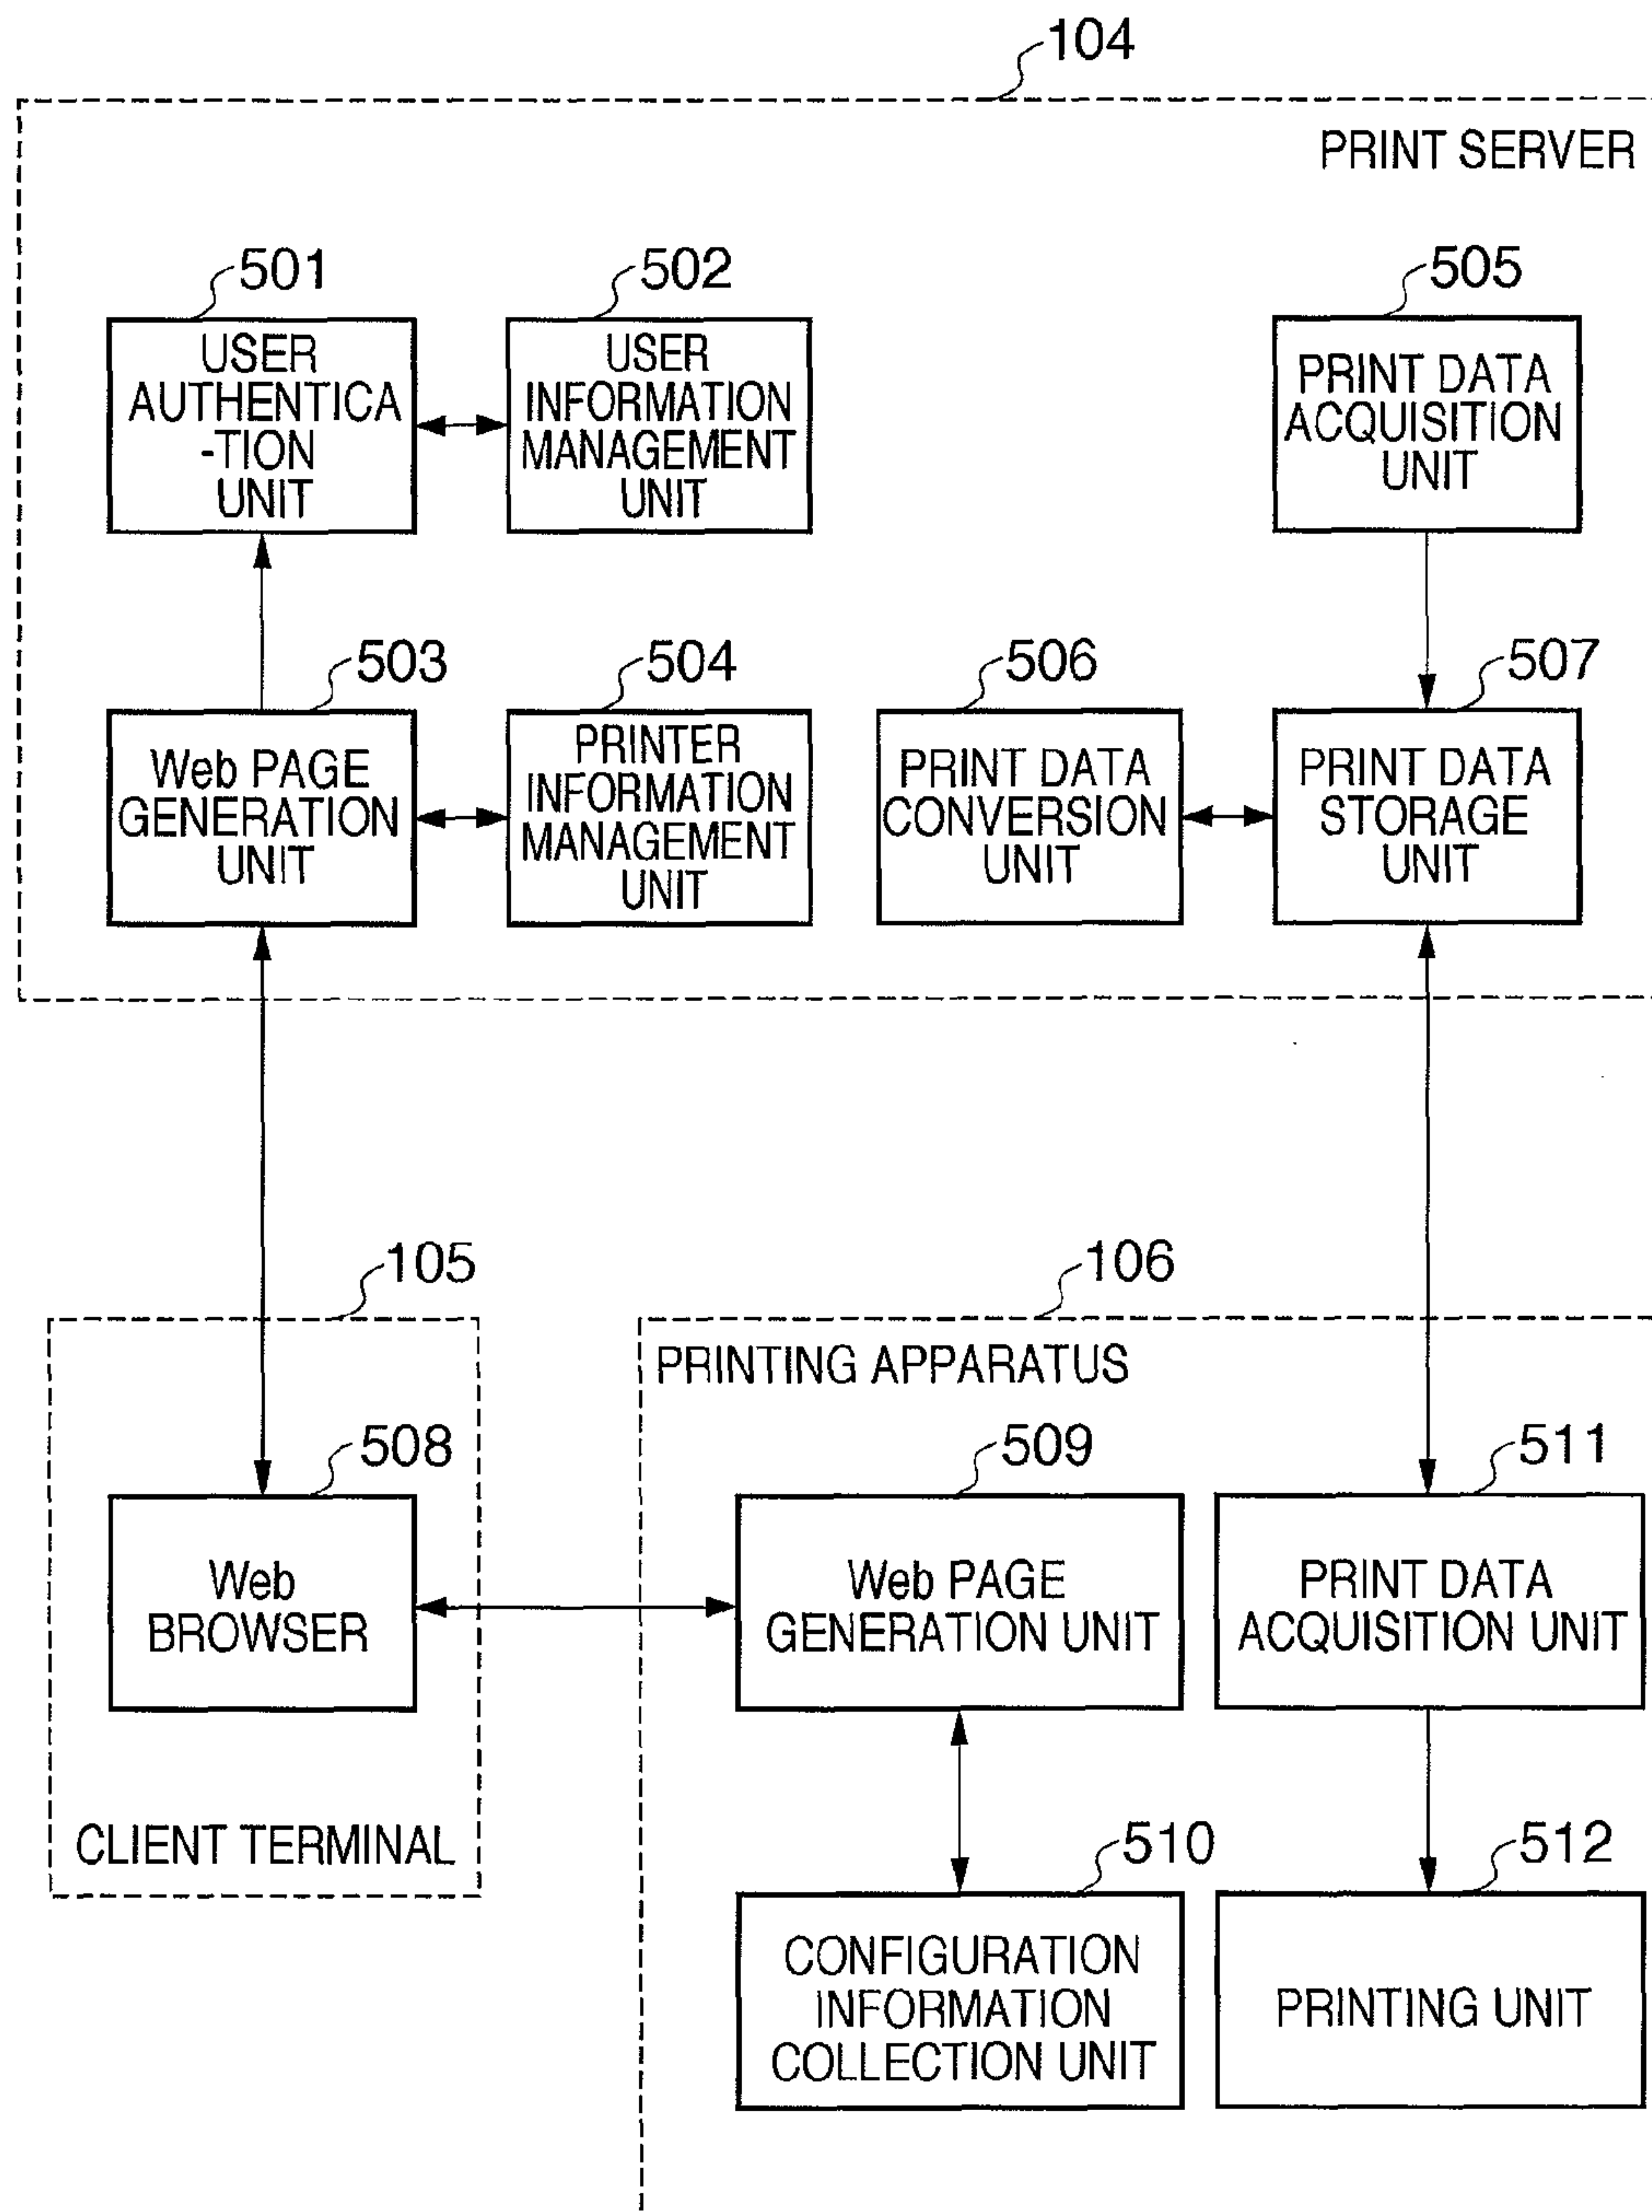 104
PRINT SERVER
501
USER
AUTHENTICA
-TION
UNIT
502
USER
INFORMATION
MANAGEMENT
UNIT
505
PRINT DATA
ACQUISITION
UNIT
503
Web PAGE
GENERATION
UNIT
504
PRINTER
INFORMATION
MANAGEMENT
UNIT
506
PRINT DATA
CONVERSION
UNIT
507
PRINT DATA
STORAGE
UNIT
105
508
Web
BROWSER
CLIENT TERMINAL
106
PRINTING APPARATUS
509
Web PAGE
GENERATION UNIT
511
PRINT DATA
ACQUISITION UNIT
510
CONFIGURATION
INFORMATION
COLLECTION UNIT
512
PRINTING UNIT